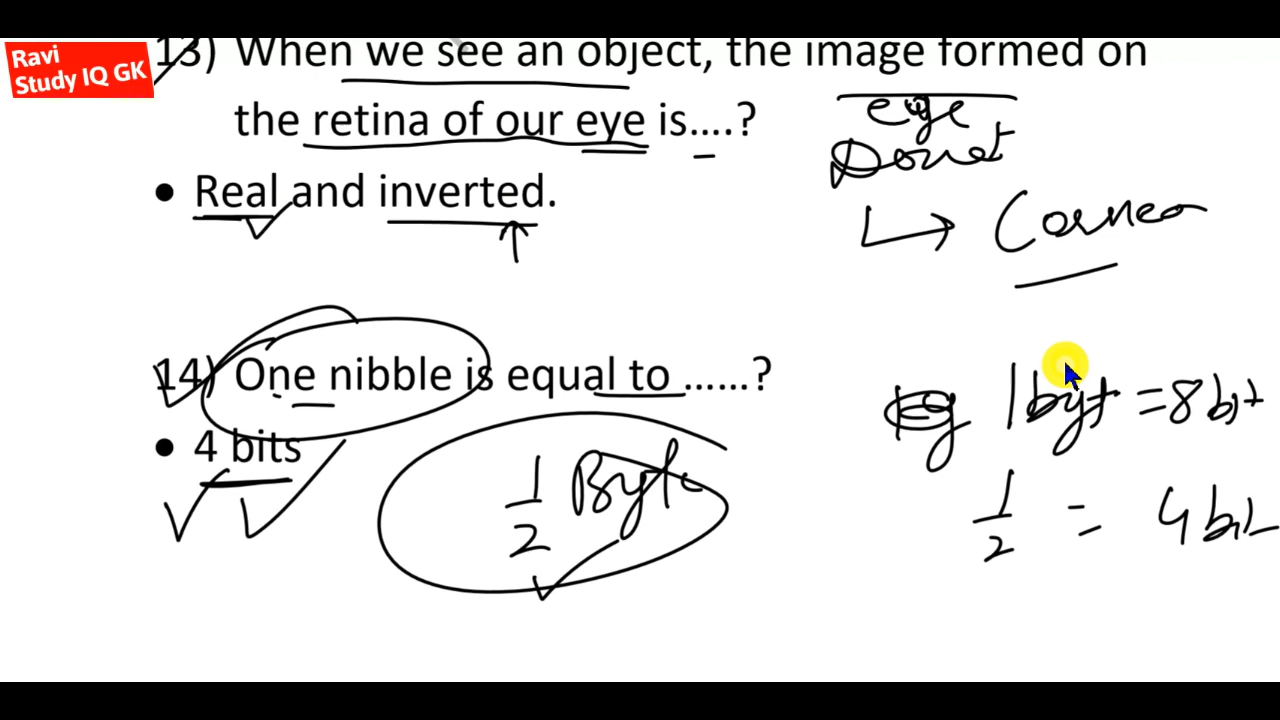 Ravi
Study IQ GK
13) When we see an object, the image formed on
the retina of our eye is....?
• Real and inverted.
eye
Donet
Cornea
14) One nibble is equal to ......?
• 4 bits
1/2 Byte
Eg 1 byt = 8 bit
1/2 = 4 bit